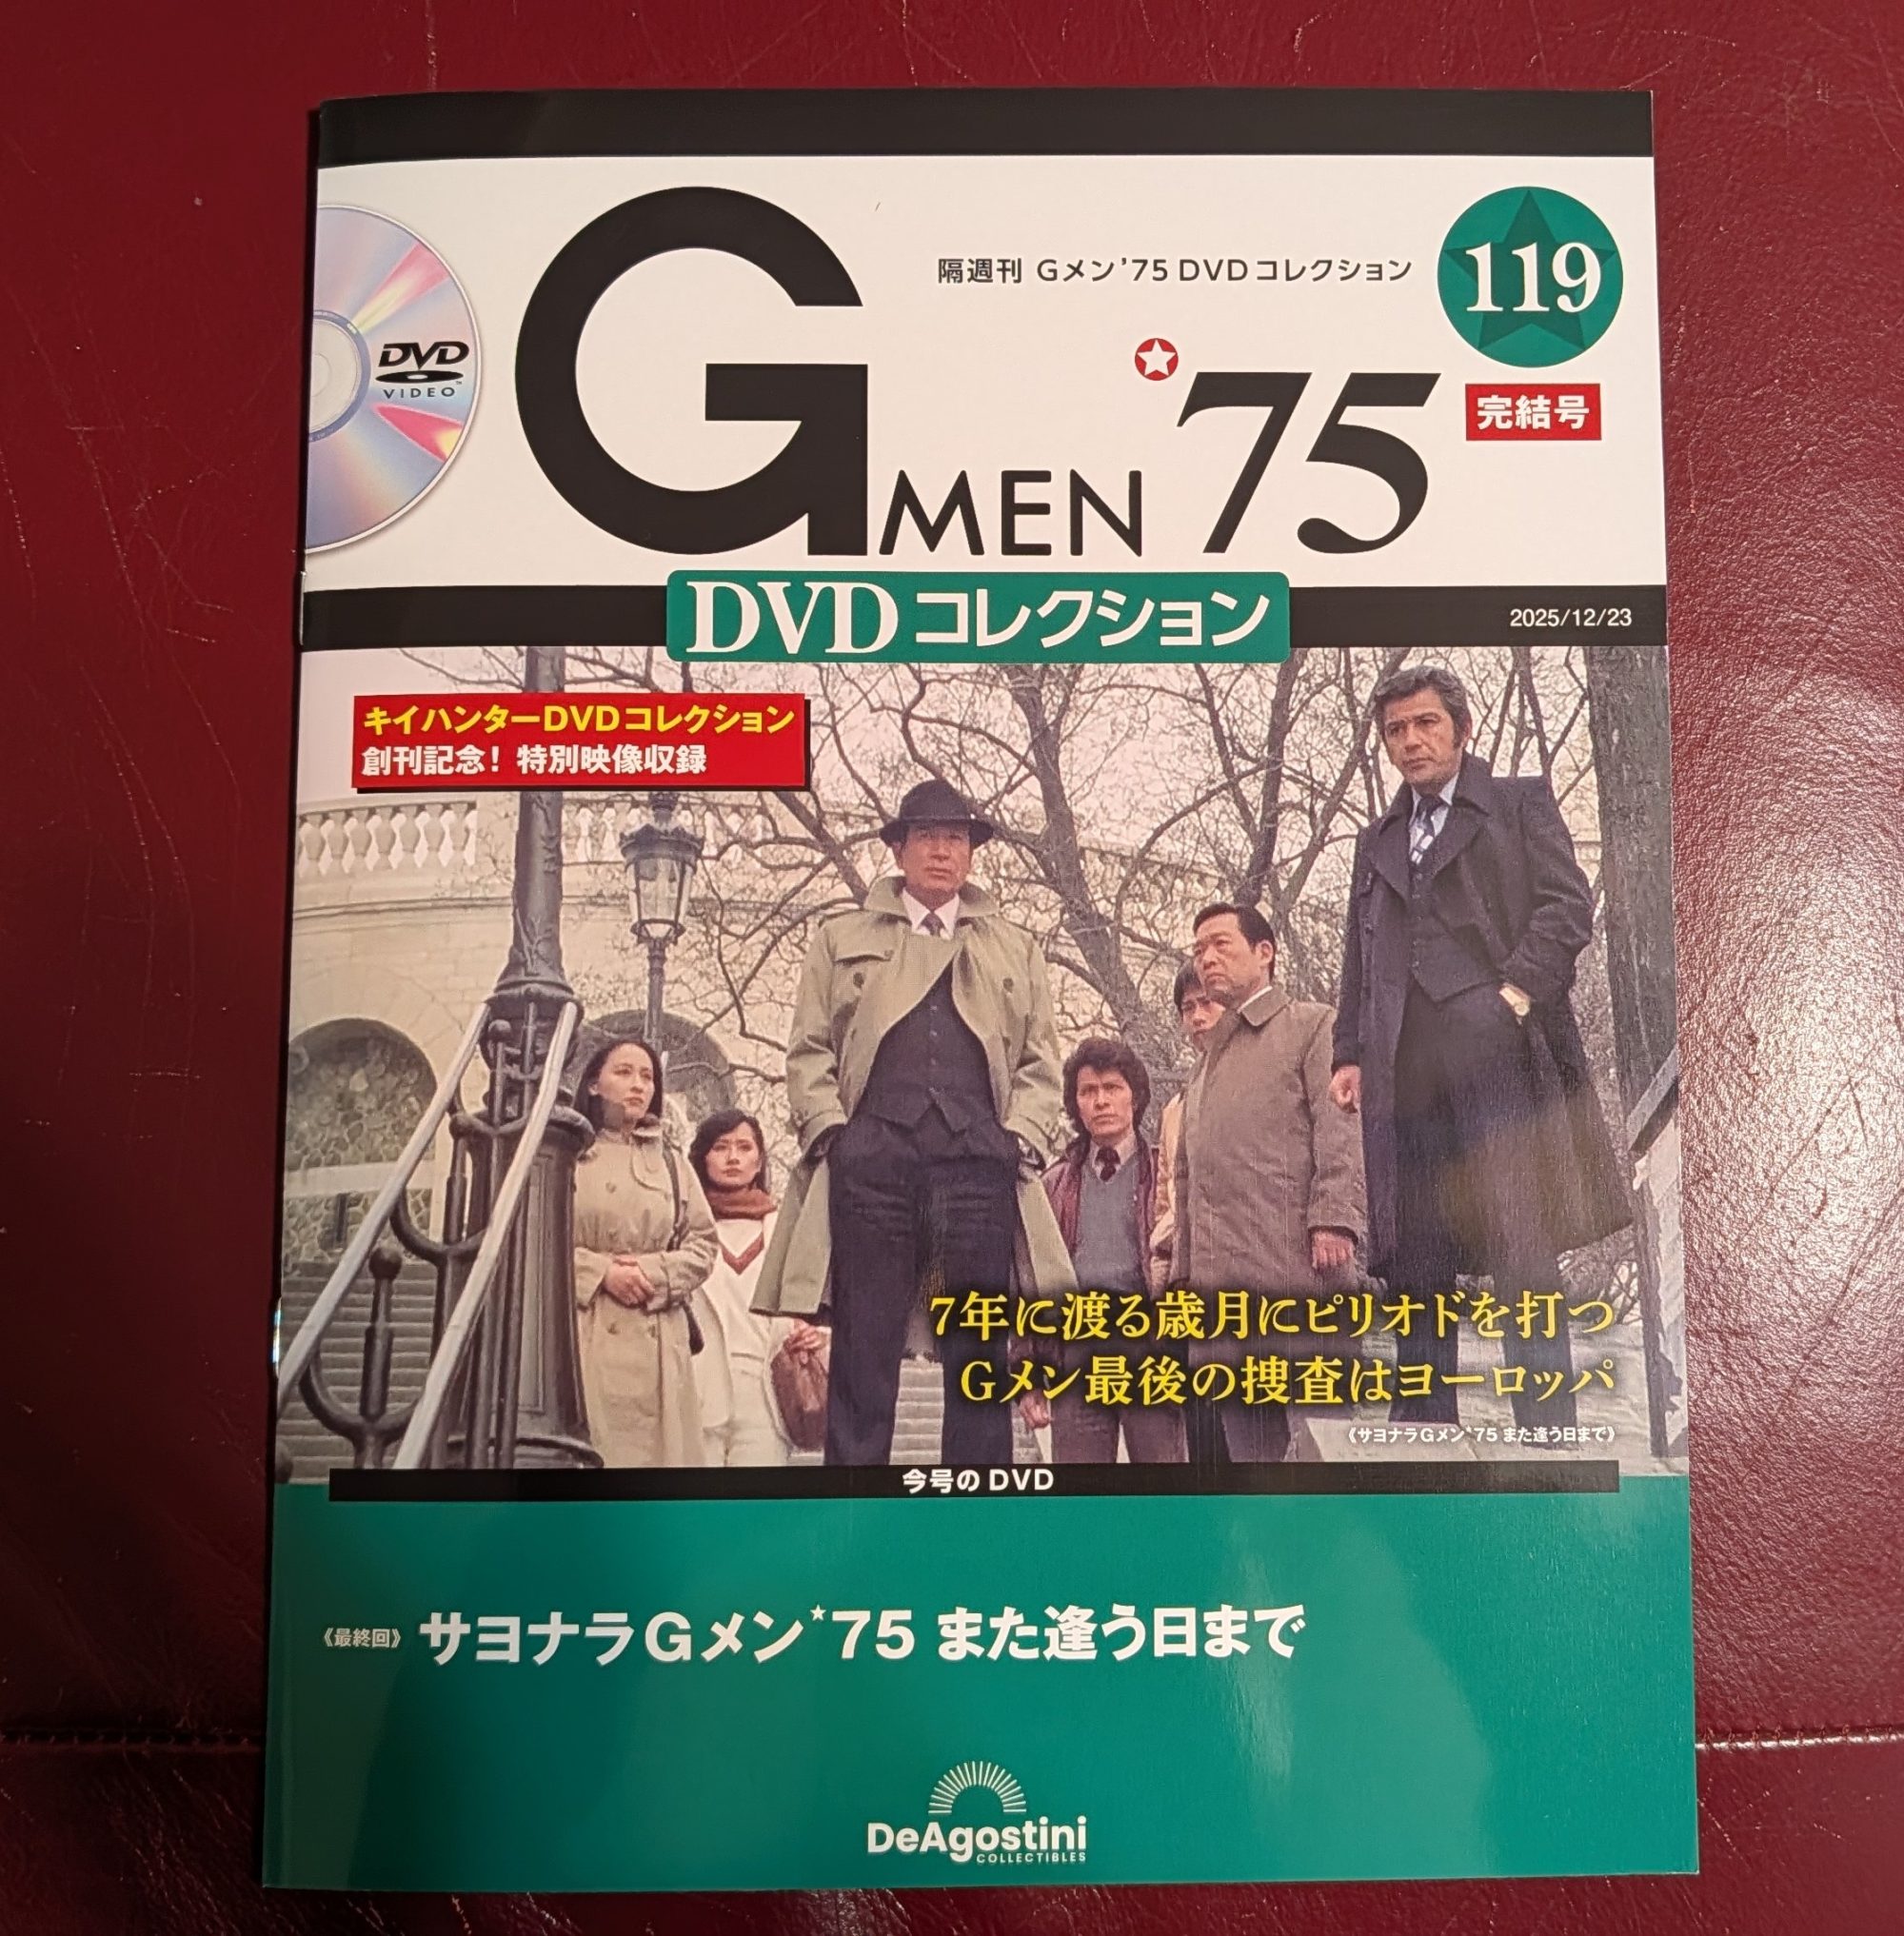 隔週刊 Gメン'75 DVDコレクション
119
完結号
DVD
VIDEO
GMEN '75
DVDコレクション
2025/12/23
キイハンターDVDコレクション
創刊記念！ 特別映像収録
7年に渡る歳月にピリオドを打つ
Gメン最後の捜査はヨーロッパ
《サヨナラGメン★75 また逢う日まで》
今号のDVD
《最終回》 サヨナラGメン★75 また逢う日まで
DeAgostini
COLLECTIBLES